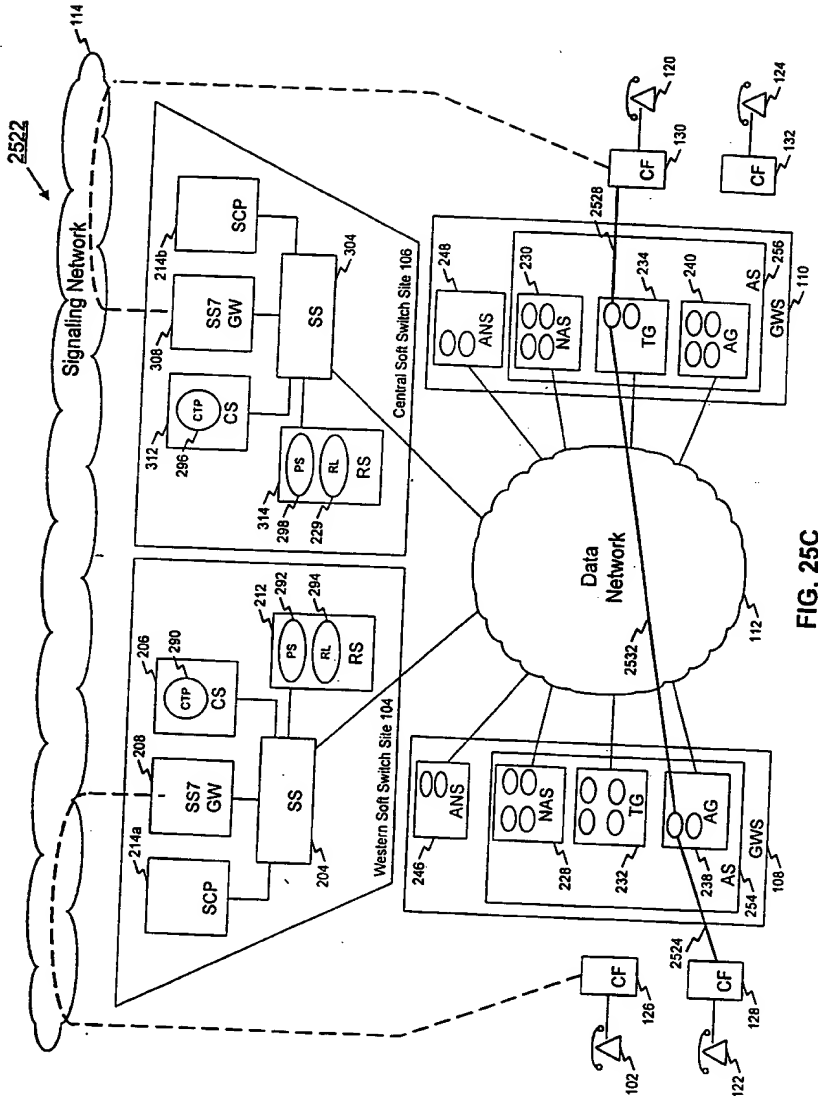 2522
114
Signaling Network
214a
SCP
208
SS7
GW
206
290
CTP
CS
SS
204
212
292
PS
294
RL
RS
Western Soft Switch Site 104
312
CTP
296
CS
308
SS7
GW
214b
SCP
SS
304
314
PS
298
RL
229
RS
Central Soft Switch Site 106
102
CF
126
122
CF
128
2524
246
ANS
228
NAS
232
TG
238
AG
AS
254
GWS
108
Data
Network
112
2532
248
ANS
230
NAS
234
TG
240
AG
AS
256
GWS
110
2528
CF
130
120
CF
132
124
FIG. 25C